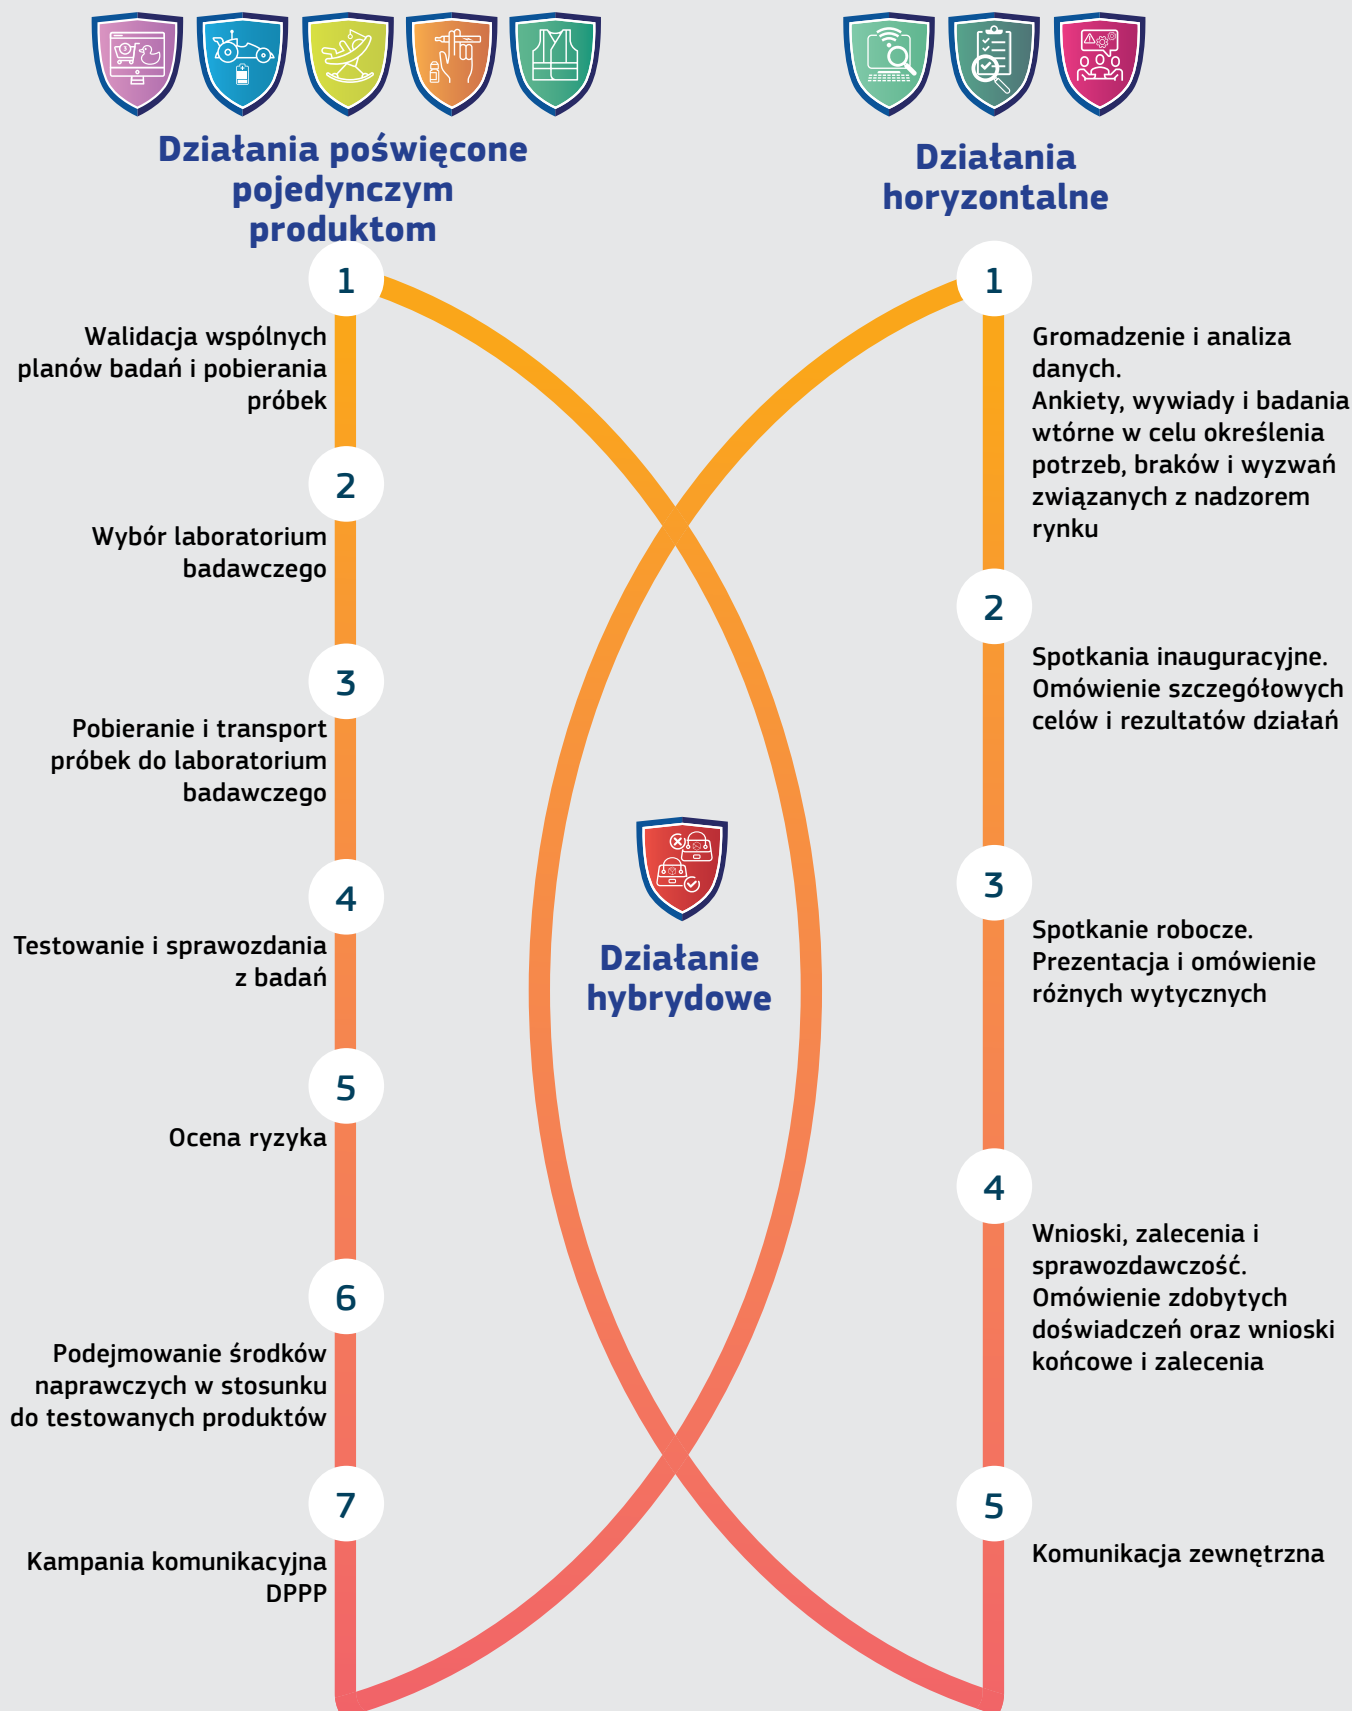 Działania poświęcone
pojedynczym
produktom
1
Walidacja wspólnych
planów badań i pobierania
próbek
2
Wybór laboratorium
badawczego
3
Pobieranie i transport
próbek do laboratorium
badawczego
4
Testowanie i sprawozdania
z badań
5
Ocena ryzyka
6
Podejmowanie środków
naprawczych w stosunku
do testowanych produktów
7
Kampania komunikacyjna
DPPP
Działanie
hybrydowe
Działania
horyzontalne
1
Gromadzenie i analiza
danych.
Ankiety, wywiady i badania
wtórne w celu określenia
potrzeb, braków i wyzwań
związanych z nadzorem
rynku
2
Spotkania inauguracyjne.
Omówienie szczegółowych
celów i rezultatów działań
3
Spotkanie robocze.
Prezentacja i omówienie
różnych wytycznych
4
Wnioski, zalecenia i
sprawozdawczość.
Omówienie zdobytych
doświadczeń oraz wnioski
końcowe i zalecenia
5
Komunikacja zewnętrzna